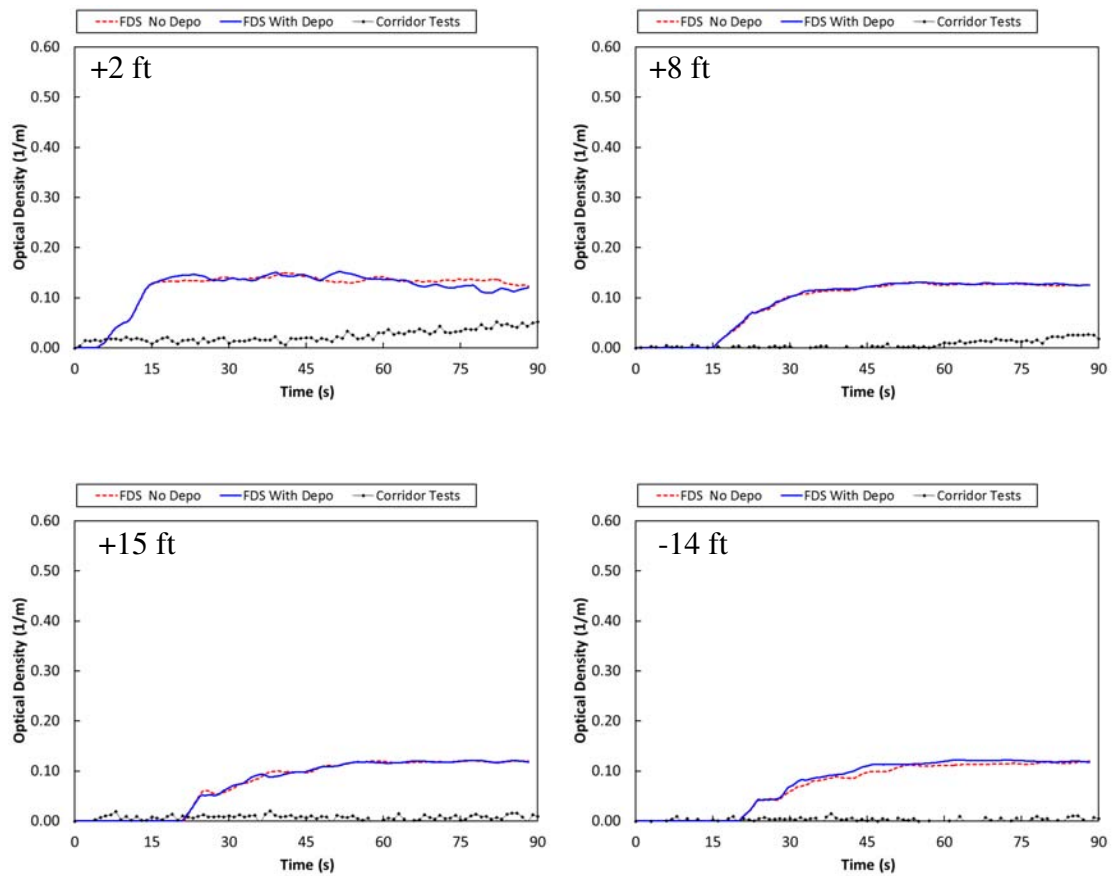 FDS No Depo FDS With Depo Corridor Tests
+2 ft
0.60
0.50
0.40
0.30
0.20
0.10
0.00
Optical Density (1/m)
0 15 30 45 60 75 90
Time (s)
FDS No Depo FDS With Depo Corridor Tests
+8 ft
0.60
0.50
0.40
0.30
0.20
0.10
0.00
Optical Density (1/m)
0 15 30 45 60 75 90
Time (s)
FDS No Depo FDS With Depo Corridor Tests
+15 ft
0.60
0.50
0.40
0.30
0.20
0.10
0.00
Optical Density (1/m)
0 15 30 45 60 75 90
Time (s)
FDS No Depo FDS With Depo Corridor Tests
-14 ft
0.60
0.50
0.40
0.30
0.20
0.10
0.00
Optical Density (1/m)
0 15 30 45 60 75 90
Time (s)